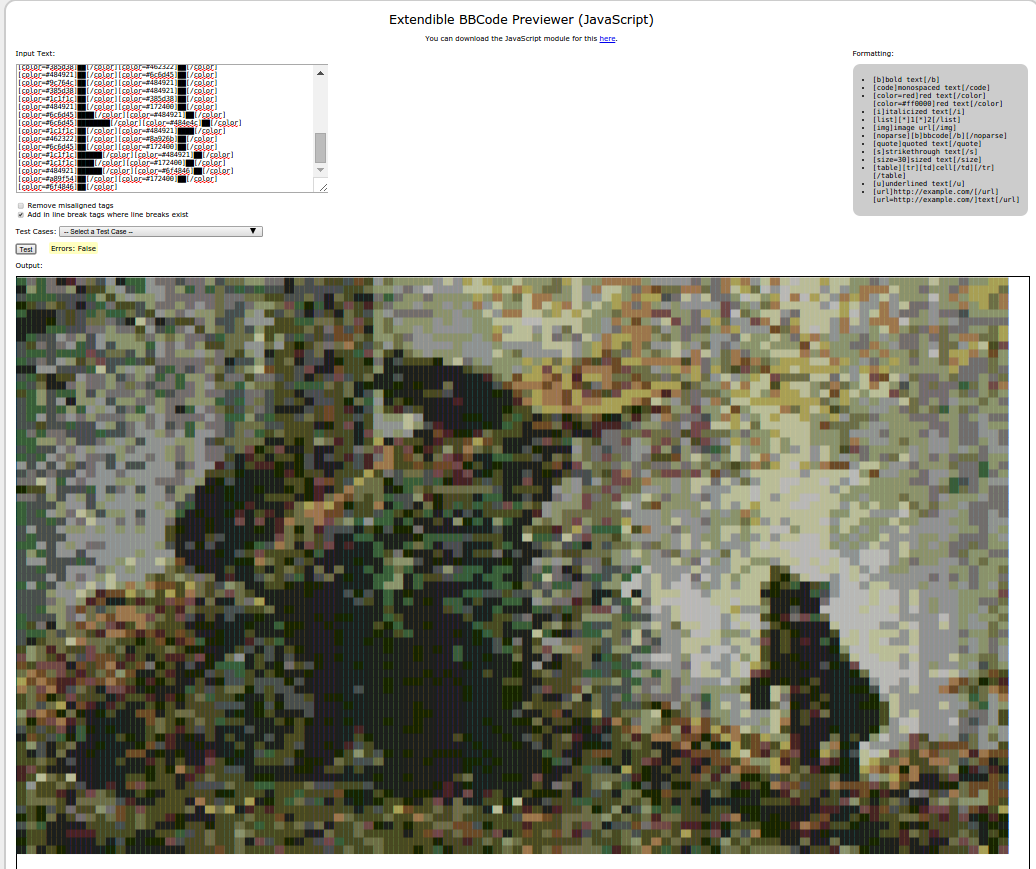 Extendible BBCode Previewer (JavaScript)
You can download the JavaScript module for this here.
Input Text:
[color=#385d38]██[/color][color=#462322]██[/color]
[color=#484921]██[/color][color=#6c6d45]██[/color]
[color=#9c764c]██[/color][color=#484921]██[/color]
[color=#385d38]██[/color][color=#484921]██[/color]
[color=#1c1f1c]██[/color][color=#385d38]██[/color]
[color=#484921]██[/color][color=#172400]██[/color]
[color=#6c6d45]████[/color][color=#484921]██[/color]
[color=#6c6d45]████████[/color][color=#484e4c]██[/color]
[color=#1c1f1c]██[/color][color=#484921]████[/color]
[color=#462322]██[/color][color=#8a926b]██[/color]
[color=#6c6d45]██[/color][color=#172400]██[/color]
[color=#1c1f1c]██████[/color][color=#484921]██[/color]
[color=#1c1f1c]████[/color][color=#172400]██[/color]
[color=#484921]██████[/color][color=#6f4846]██[/color]
[color=#a89f54]██[/color][color=#172400]██[/color]
[color=#6f4846]██[/color]
Remove misaligned tags
Add in line break tags where line breaks exist
Test Cases: -- Select a Test Case --
Test Errors: False
Output:
Formatting:
[b]bold text[/b]
[code]monospaced text[/code]
[color=red]red text[/color]
[color=#ff0000]red text[/color]
[i]italicized text[/i]
[list][*]1[*]2[/list]
[img]image url[/img]
[noparse][b]bbcode[/b][/noparse]
[quote]quoted text[/quote]
[s]strikethrough text[/s]
[size=30]sized text[/size]
[table][tr][td]cell[/td][/tr]
[/table]
[u]underlined text[/u]
[url]http://example.com/[/url]
[url=http://example.com/]text[/url]